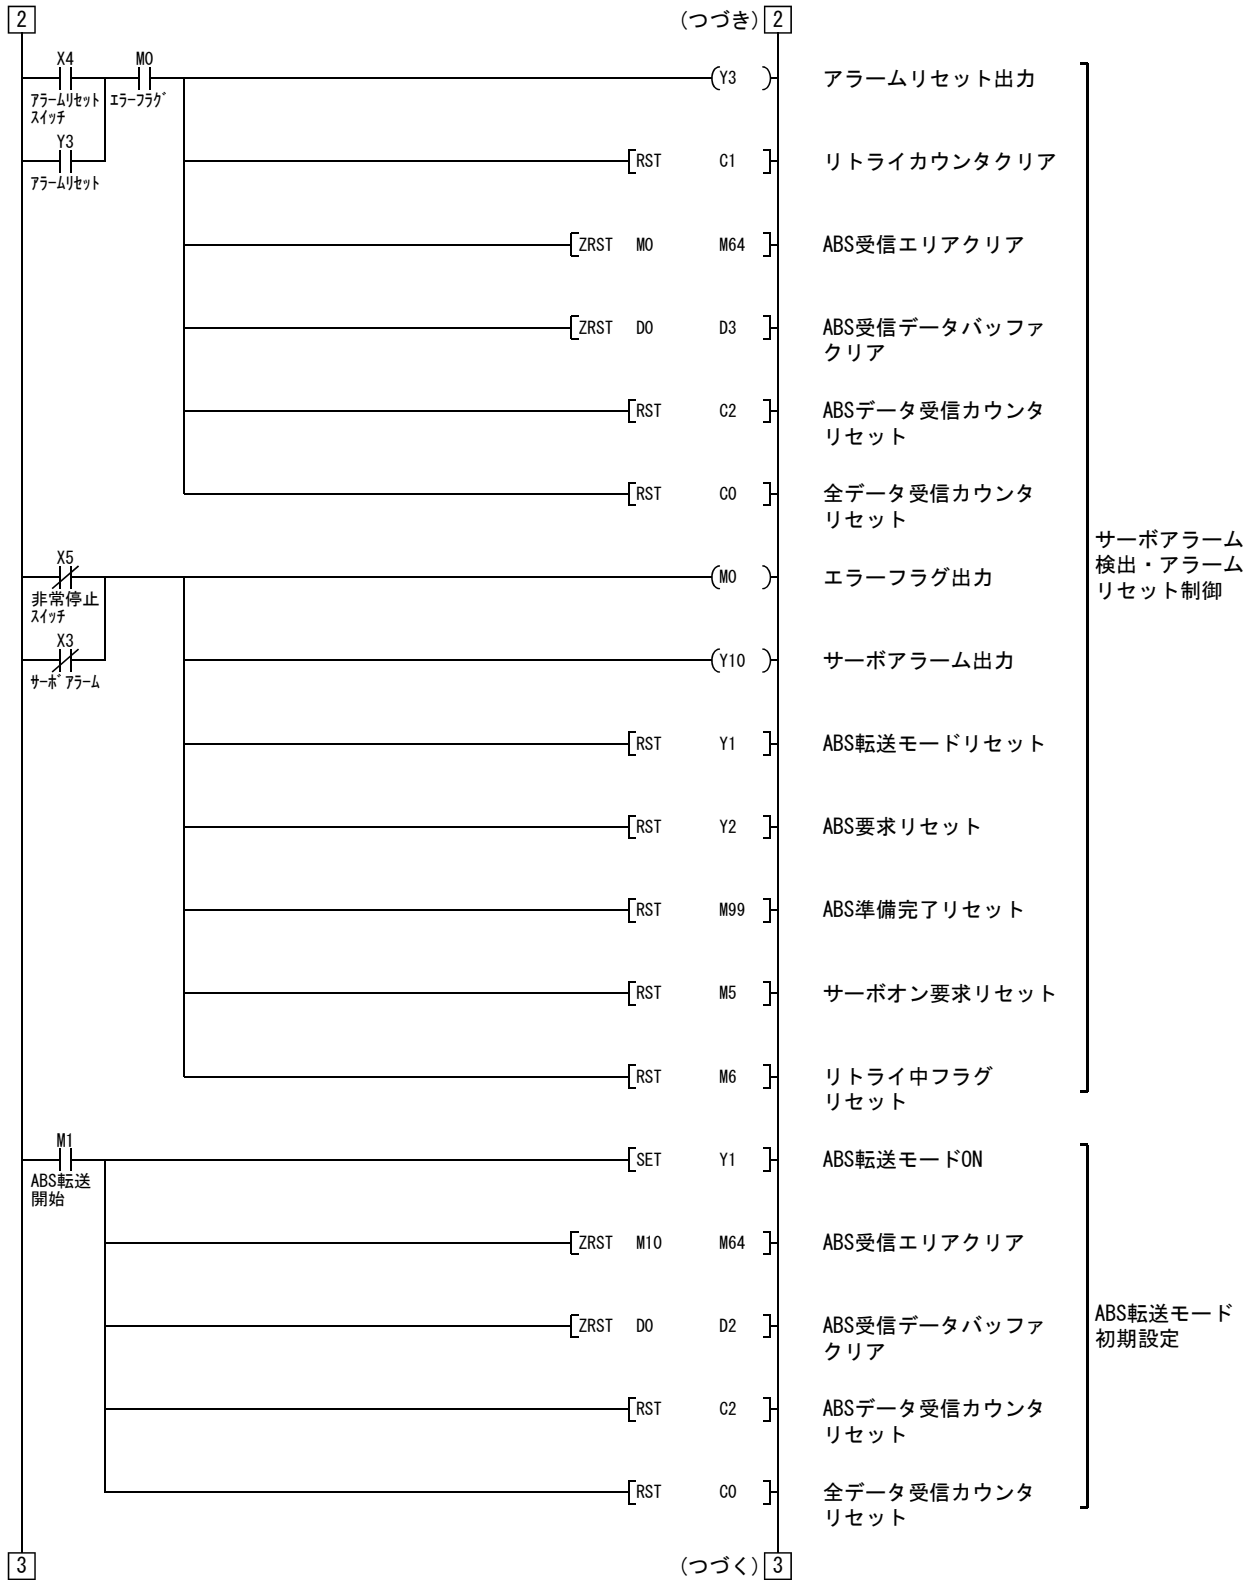 2 (つづき) 2
X4 M0
(Y3 ) アラームリセット出力
ｱﾗｰﾑﾘｾｯﾄ ｴﾗｰﾌﾗｸﾞ
ｽｲｯﾁ
Y3
ｱﾗｰﾑﾘｾｯﾄ
[RST C1 ] リトライカウンタクリア
[ZRST M0 M64 ] ABS受信エリアクリア
[ZRST D0 D3 ] ABS受信データバッファ
クリア
[RST C2 ] ABSデータ受信カウンタ
リセット
[RST C0 ] 全データ受信カウンタ
リセット
サーボアラーム
検出・アラーム
リセット制御
X5
(M0 ) エラーフラグ出力
非常停止
ｽｲｯﾁ
X3
ｻｰﾎﾞｱﾗｰﾑ
(Y10 ) サーボアラーム出力
[RST Y1 ] ABS転送モードリセット
[RST Y2 ] ABS要求リセット
[RST M99 ] ABS準備完了リセット
[RST M5 ] サーボオン要求リセット
[RST M6 ] リトライ中フラグ
リセット
M1
[SET Y1 ] ABS転送モードON
ABS転送
開始
[ZRST M10 M64 ] ABS受信エリアクリア
[ZRST D0 D2 ] ABS受信データバッファ
クリア
ABS転送モード
初期設定
[RST C2 ] ABSデータ受信カウンタ
リセット
[RST C0 ] 全データ受信カウンタ
リセット
3 (つづく) 3